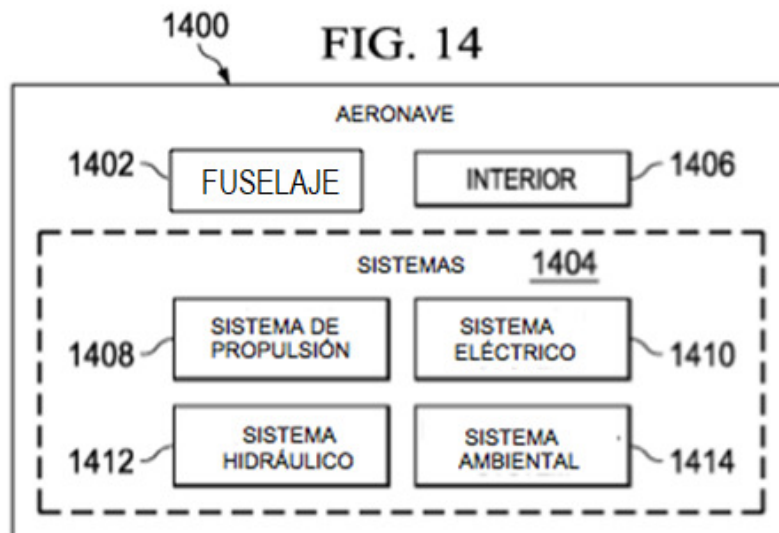 1400
FIG. 14
AERONAVE
1402
FUSELAJE
INTERIOR
1406
SISTEMAS
1404
1408
SISTEMA DE
PROPULSIÓN
SISTEMA
ELÉCTRICO
1410
1412
SISTEMA
HIDRÁULICO
SISTEMA
AMBIENTAL
1414